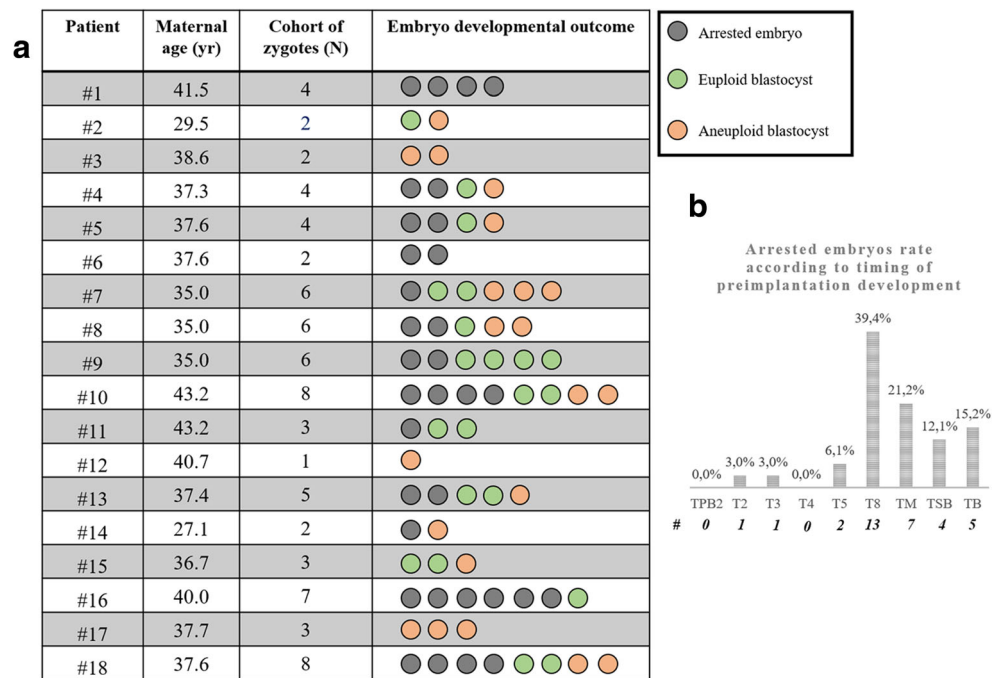 a
Patient Maternal age (yr) Cohort of zygotes (N) Embryo developmental outcome
#1 41.5 4
#2 29.5 2
#3 38.6 2
#4 37.3 4
#5 37.6 4
#6 37.6 2
#7 35.0 6
#8 35.0 6
#9 35.0 6
#10 43.2 8
#11 43.2 3
#12 40.7 1
#13 37.4 5
#14 27.1 2
#15 36.7 3
#16 40.0 7
#17 37.7 3
#18 37.6 8
Arrested embryo
Euploid blastocyst
Aneuploid blastocyst
b
Arrested embryos rate
according to timing of
preimplantation development
0,0% 3,0% 3,0% 0,0% 6,1% 39,4% 21,2% 12,1% 15,2%
TPB2 T2 T3 T4 T5 T8 TM TSB TB
# 0 1 1 0 2 13 7 4 5